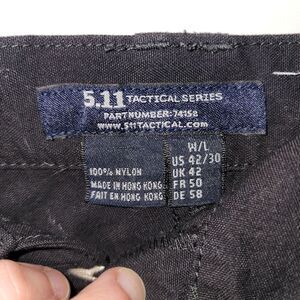 5.11 TACTICAL SERIES
PART NUMBER: 74158
www.511TACTICAL.com
100% NYLON
MADE IN HONG KONG
FAIT EN HONG KONG
W/L
US 42/30
UK 42
FR 50
DE 58